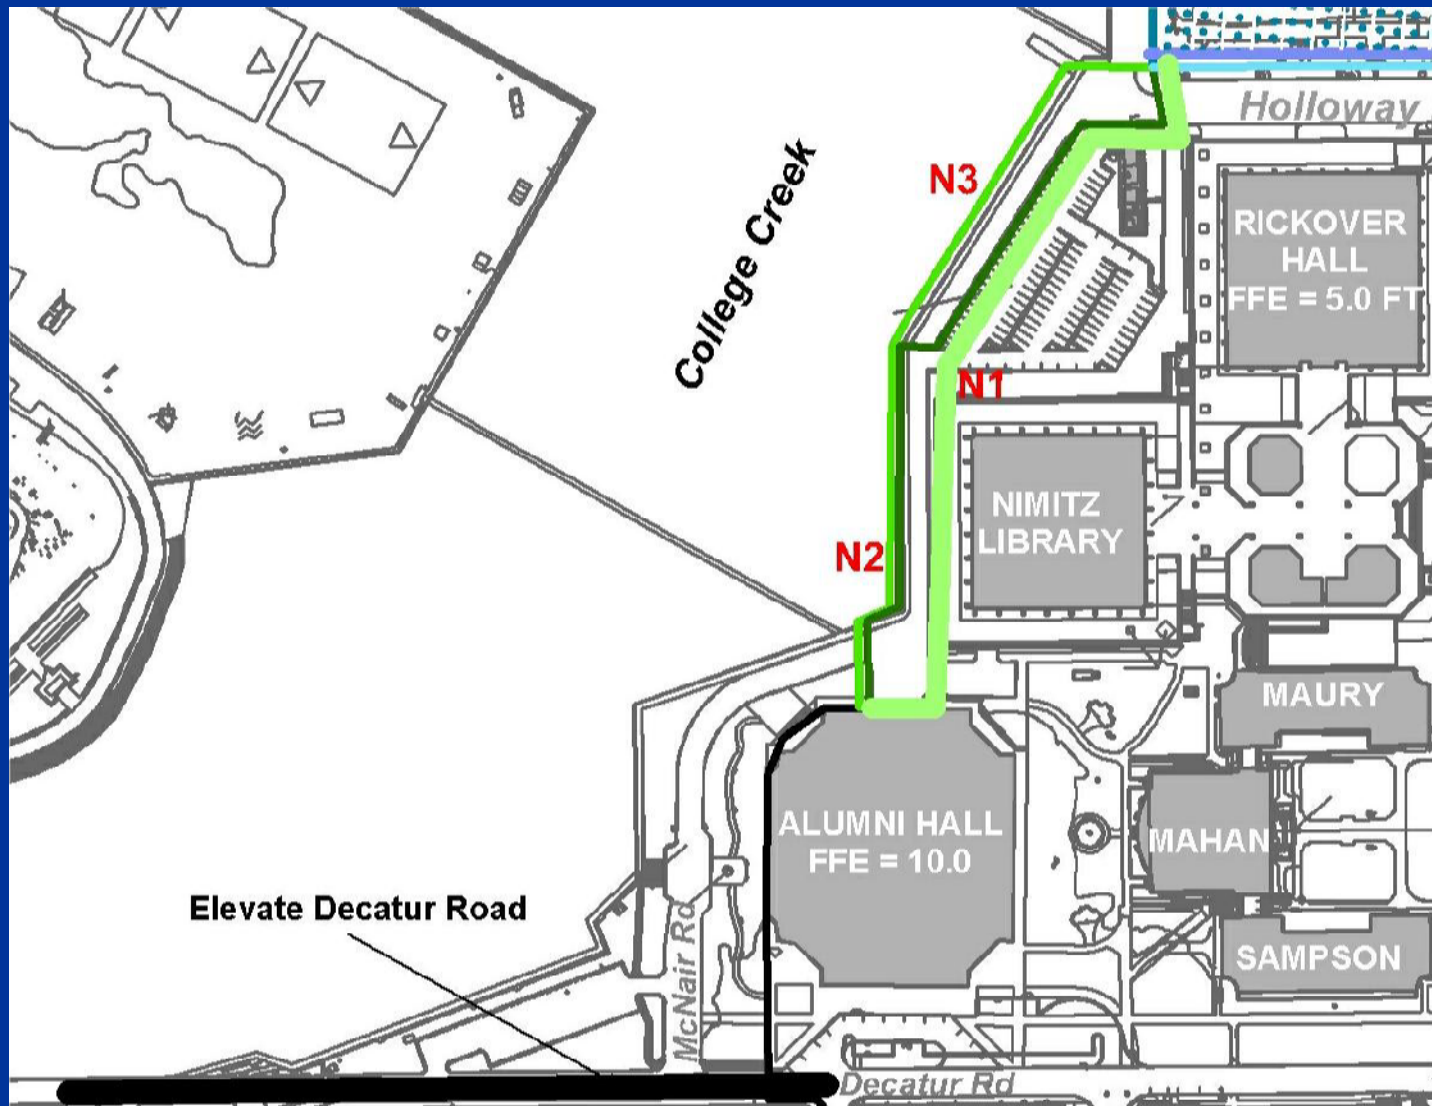 Holloway
N3
College Creek
RICKOVER
HALL
FFE = 5.0 FT
N1
NIMITZ
LIBRARY
N2
MAURY
ALUMNI HALL
FFE = 10.0
MAHAN
Elevate Decatur Road
McNair Rd
SAMPSON
Decatur Rd